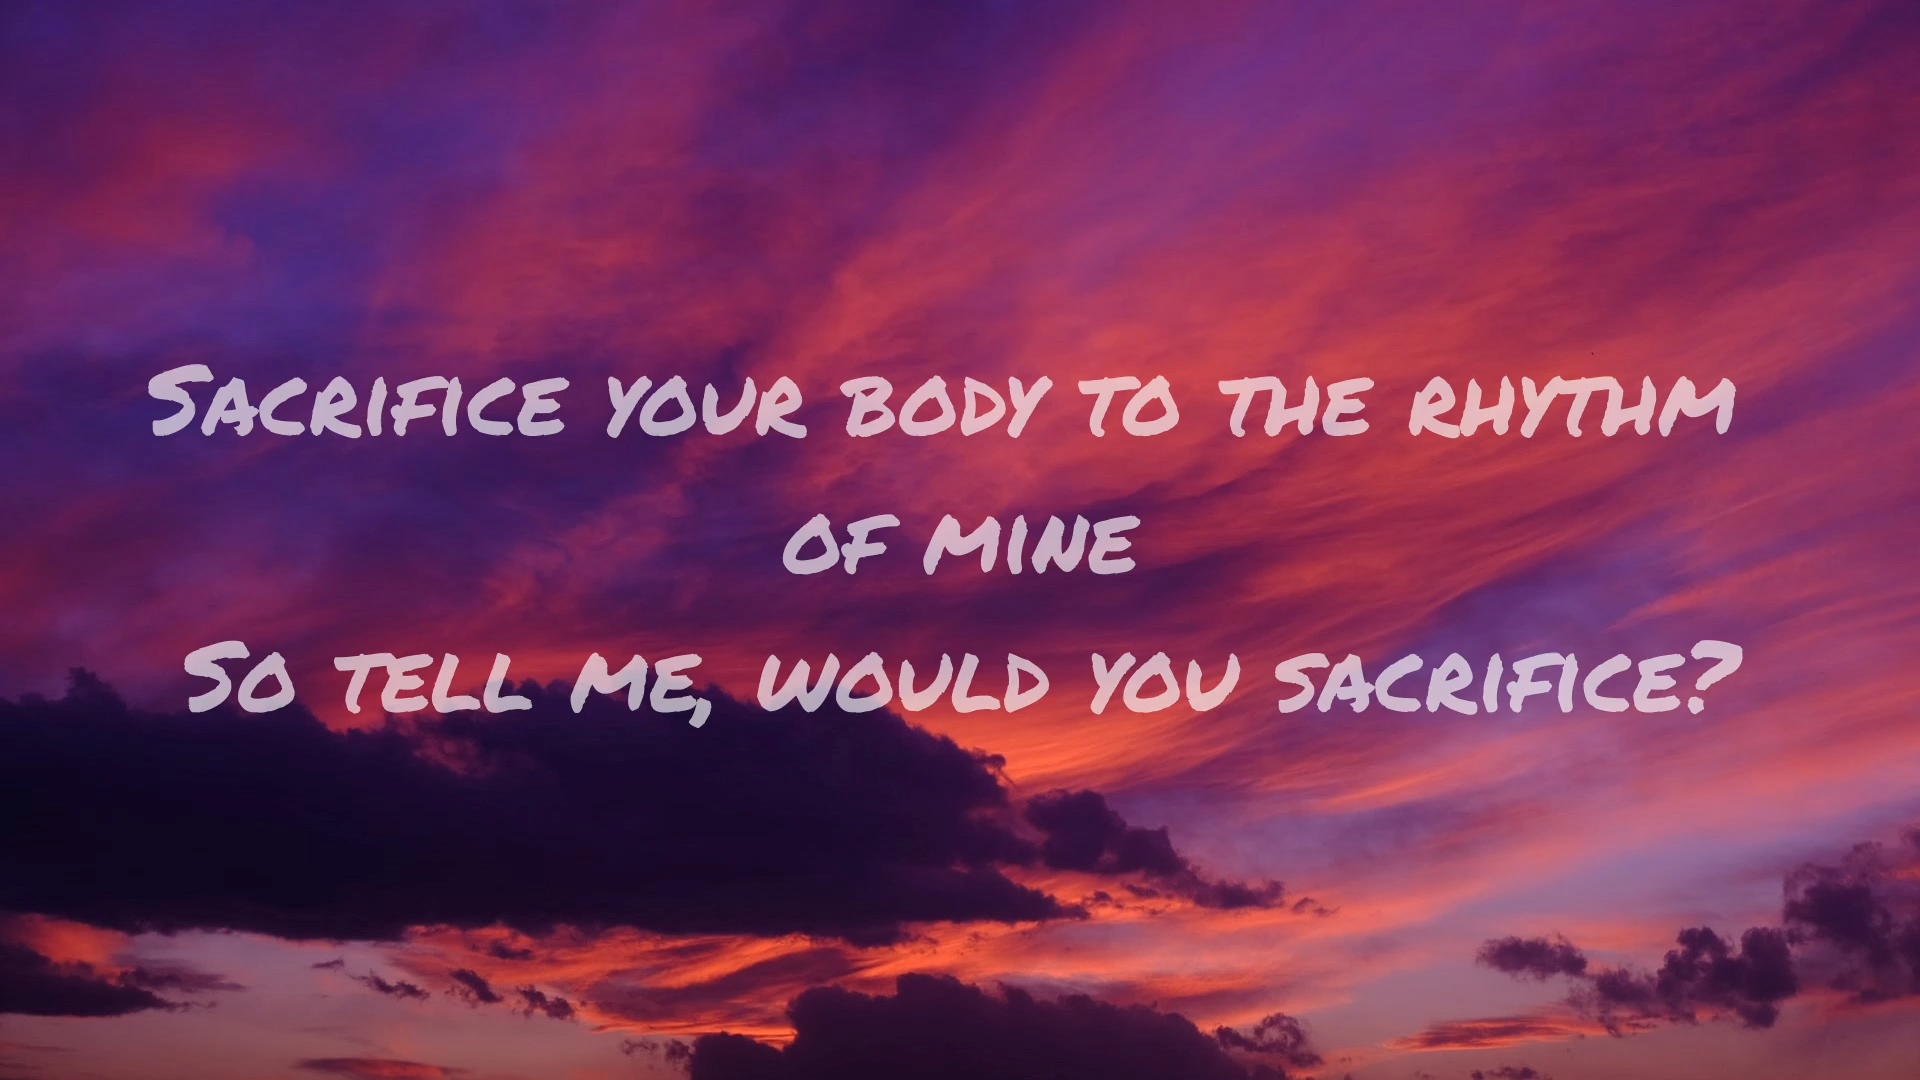 Sacrifice your body to the rhythm
of mine
So tell me, would you sacrifice?